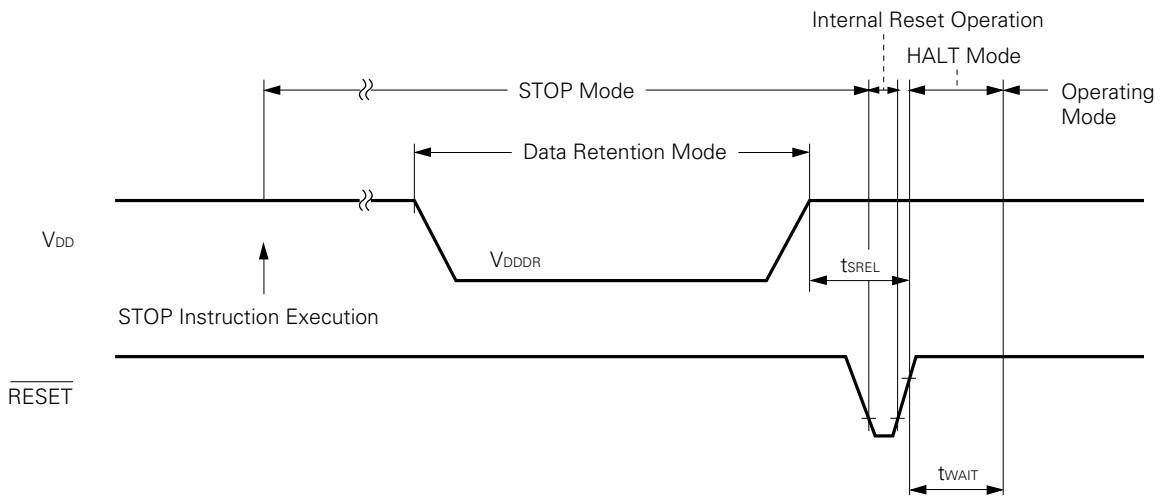 Internal Reset Operation
HALT Mode
STOP Mode
Operating
Mode
Data Retention Mode
VDD
VDDDR
tSREL
STOP Instruction Execution
RESET
tWAIT